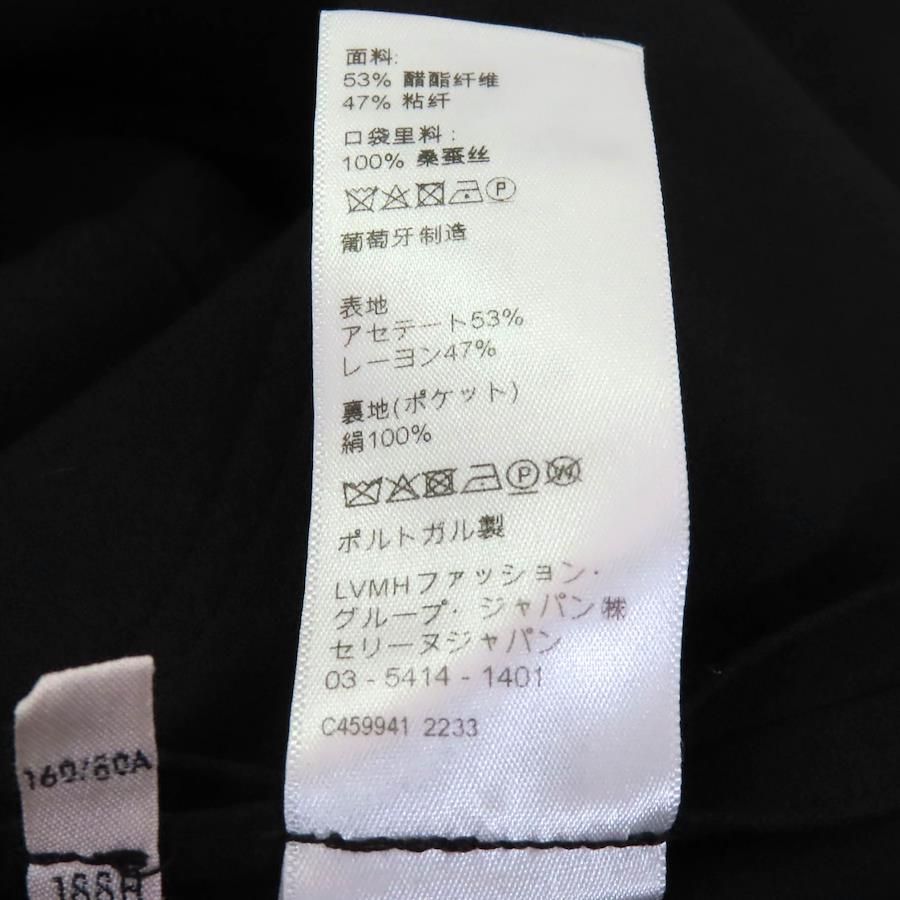 面料:
53% 醋酯纤维
47% 粘纤
口袋里料 :
100% 桑蚕丝
P
葡萄牙制造
表地
アセテート53%
レーヨン47%
裏地(ポケット)
絹100%
P W
ポルトガル製
LVMHファッション・
グループ・ジャパン㈱
セリーヌジャパン
03 - 5414 - 1401
C459941 2233